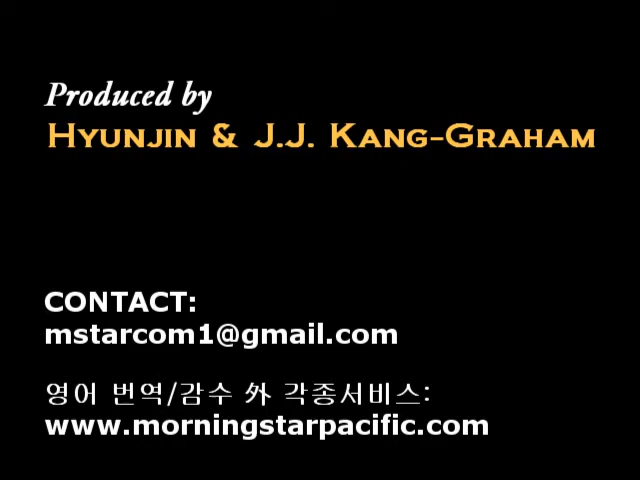 Produced by
HYUNJIN & J.J. KANG-GRAHAM
CONTACT:
mstarcom1@gmail.com
영어 번역/감수 外 각종서비스:
www.morningstarpacific.com